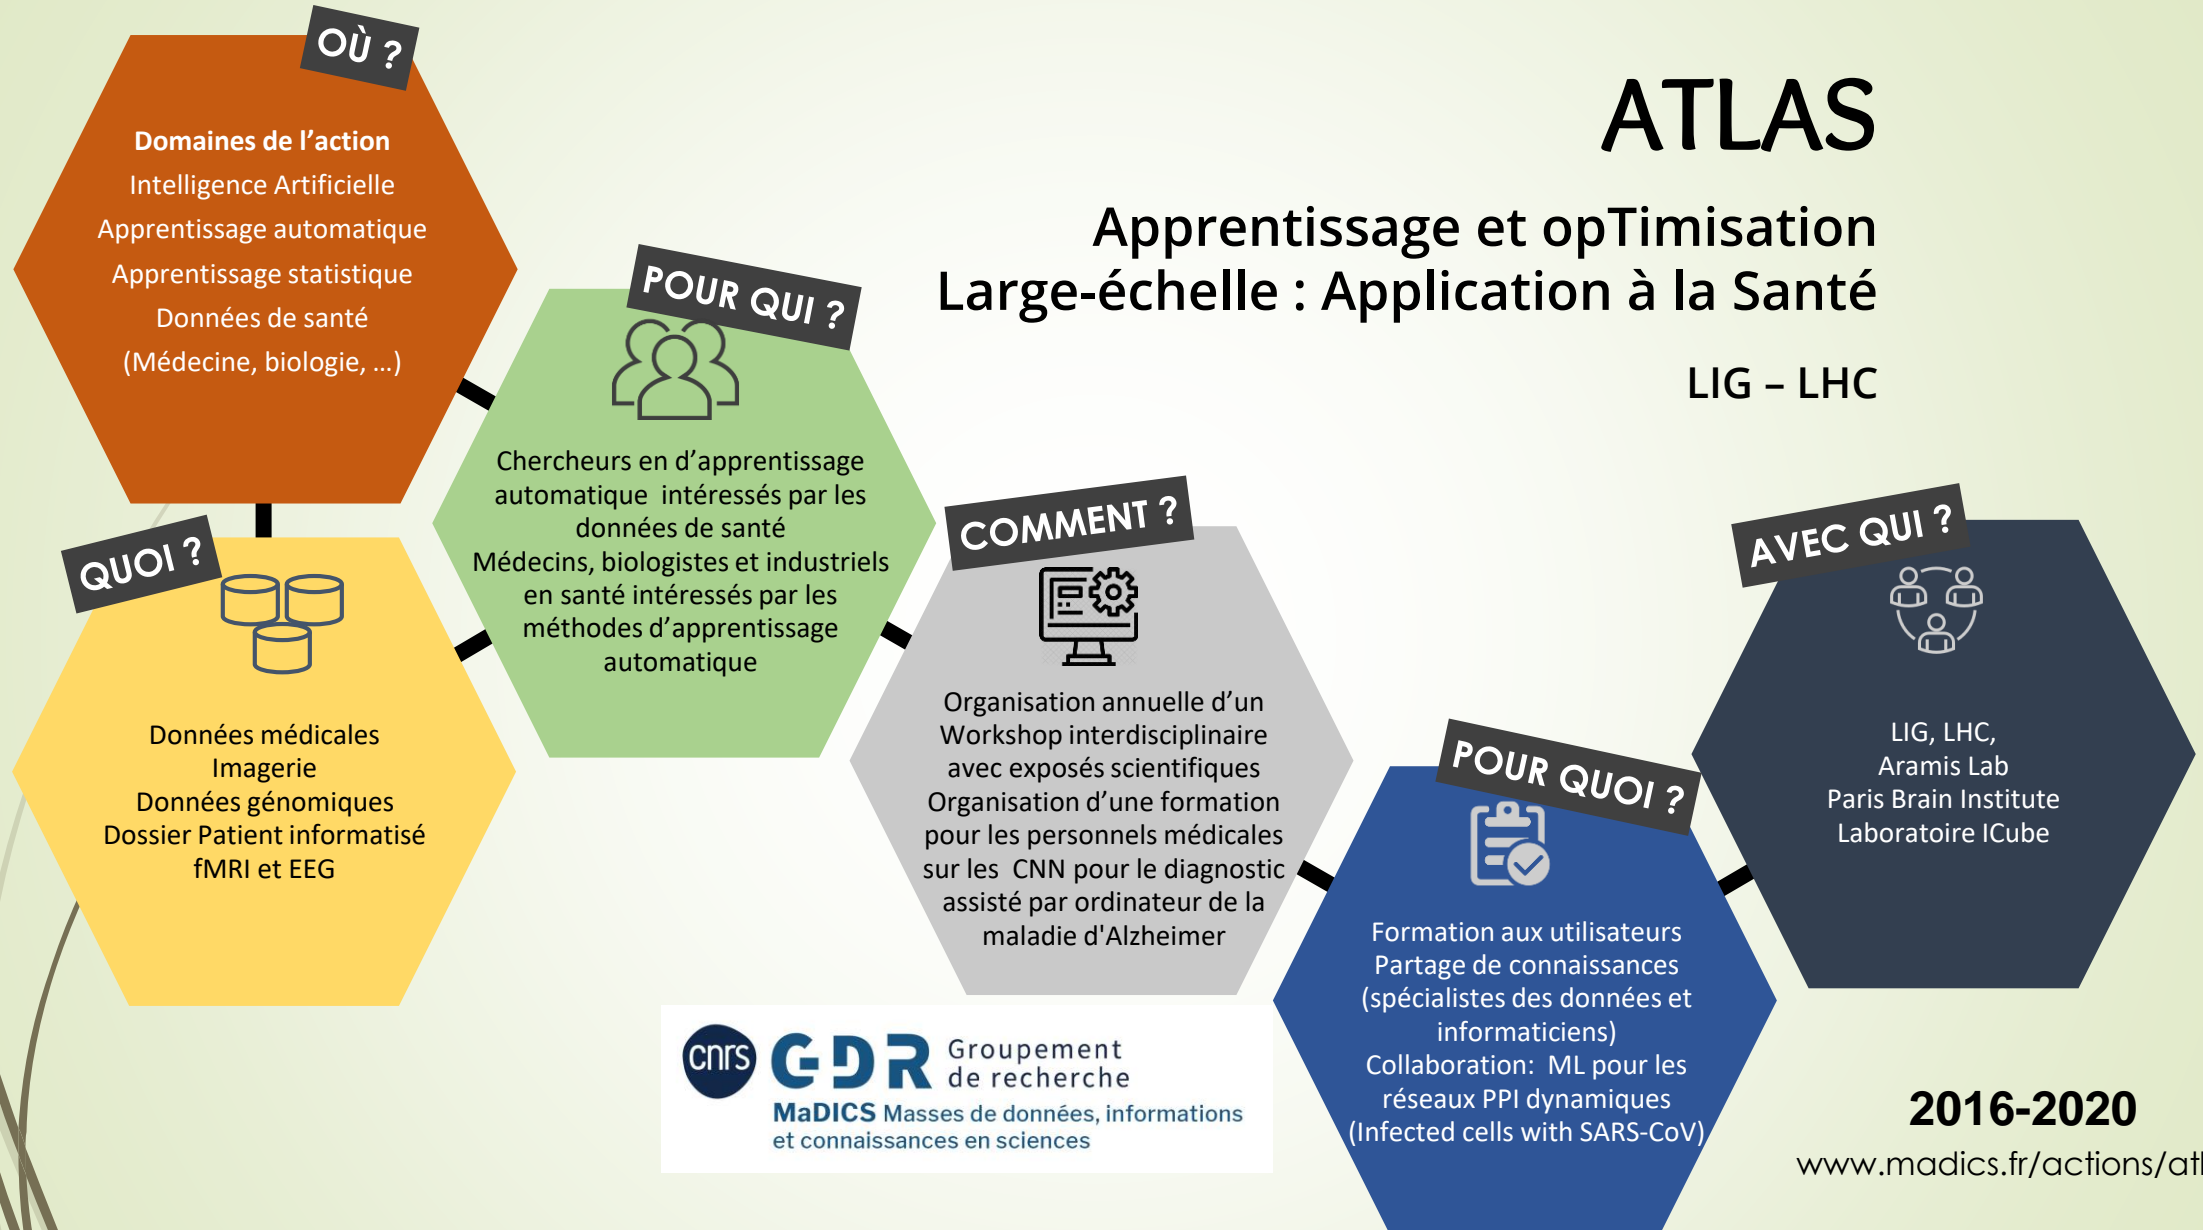 OÙ ?
Domaines de l’action
Intelligence Artificielle
Apprentissage automatique
Apprentissage statistique
Données de santé
(Médecine, biologie, …)
ATLAS
Apprentissage et opTimisation
Large-échelle : Application à la Santé
LIG – LHC
QUOI ?
Données médicales
Imagerie
Données génomiques
Dossier Patient informatisé
fMRI et EEG
POUR QUI ?
Chercheurs en d’apprentissage
automatique  intéressés par les
données de santé
Médecins, biologistes et industriels
en santé intéressés par les
méthodes d’apprentissage
automatique
COMMENT ?
Organisation annuelle d’un
Workshop interdisciplinaire
avec exposés scientifiques
Organisation d’une formation
pour les personnels médicales
sur les  CNN pour le diagnostic
assisté par ordinateur de la
maladie d'Alzheimer
POUR QUOI ?
Formation aux utilisateurs
Partage de connaissances
(spécialistes des données et
informaticiens)
Collaboration:  ML pour les
réseaux PPI dynamiques
(Infected cells with SARS-CoV)
AVEC QUI ?
LIG, LHC,
Aramis Lab
Paris Brain Institute
Laboratoire ICube
cnrs
GDR
Groupement
de recherche
MaDICS Masses de données, informations
et connaissances en sciences
2016-2020
www.madics.fr/actions/atl